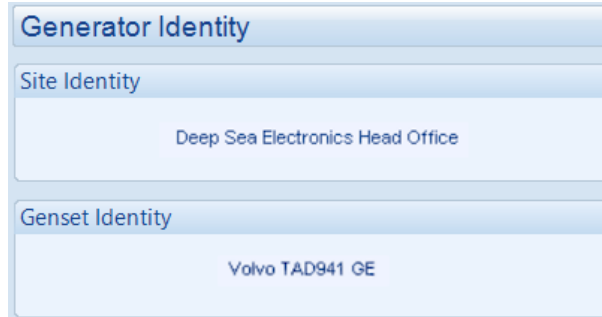 Generator Identity
Site Identity
Deep Sea Electronics Head Office
Genset Identity
Volvo TAD941 GE